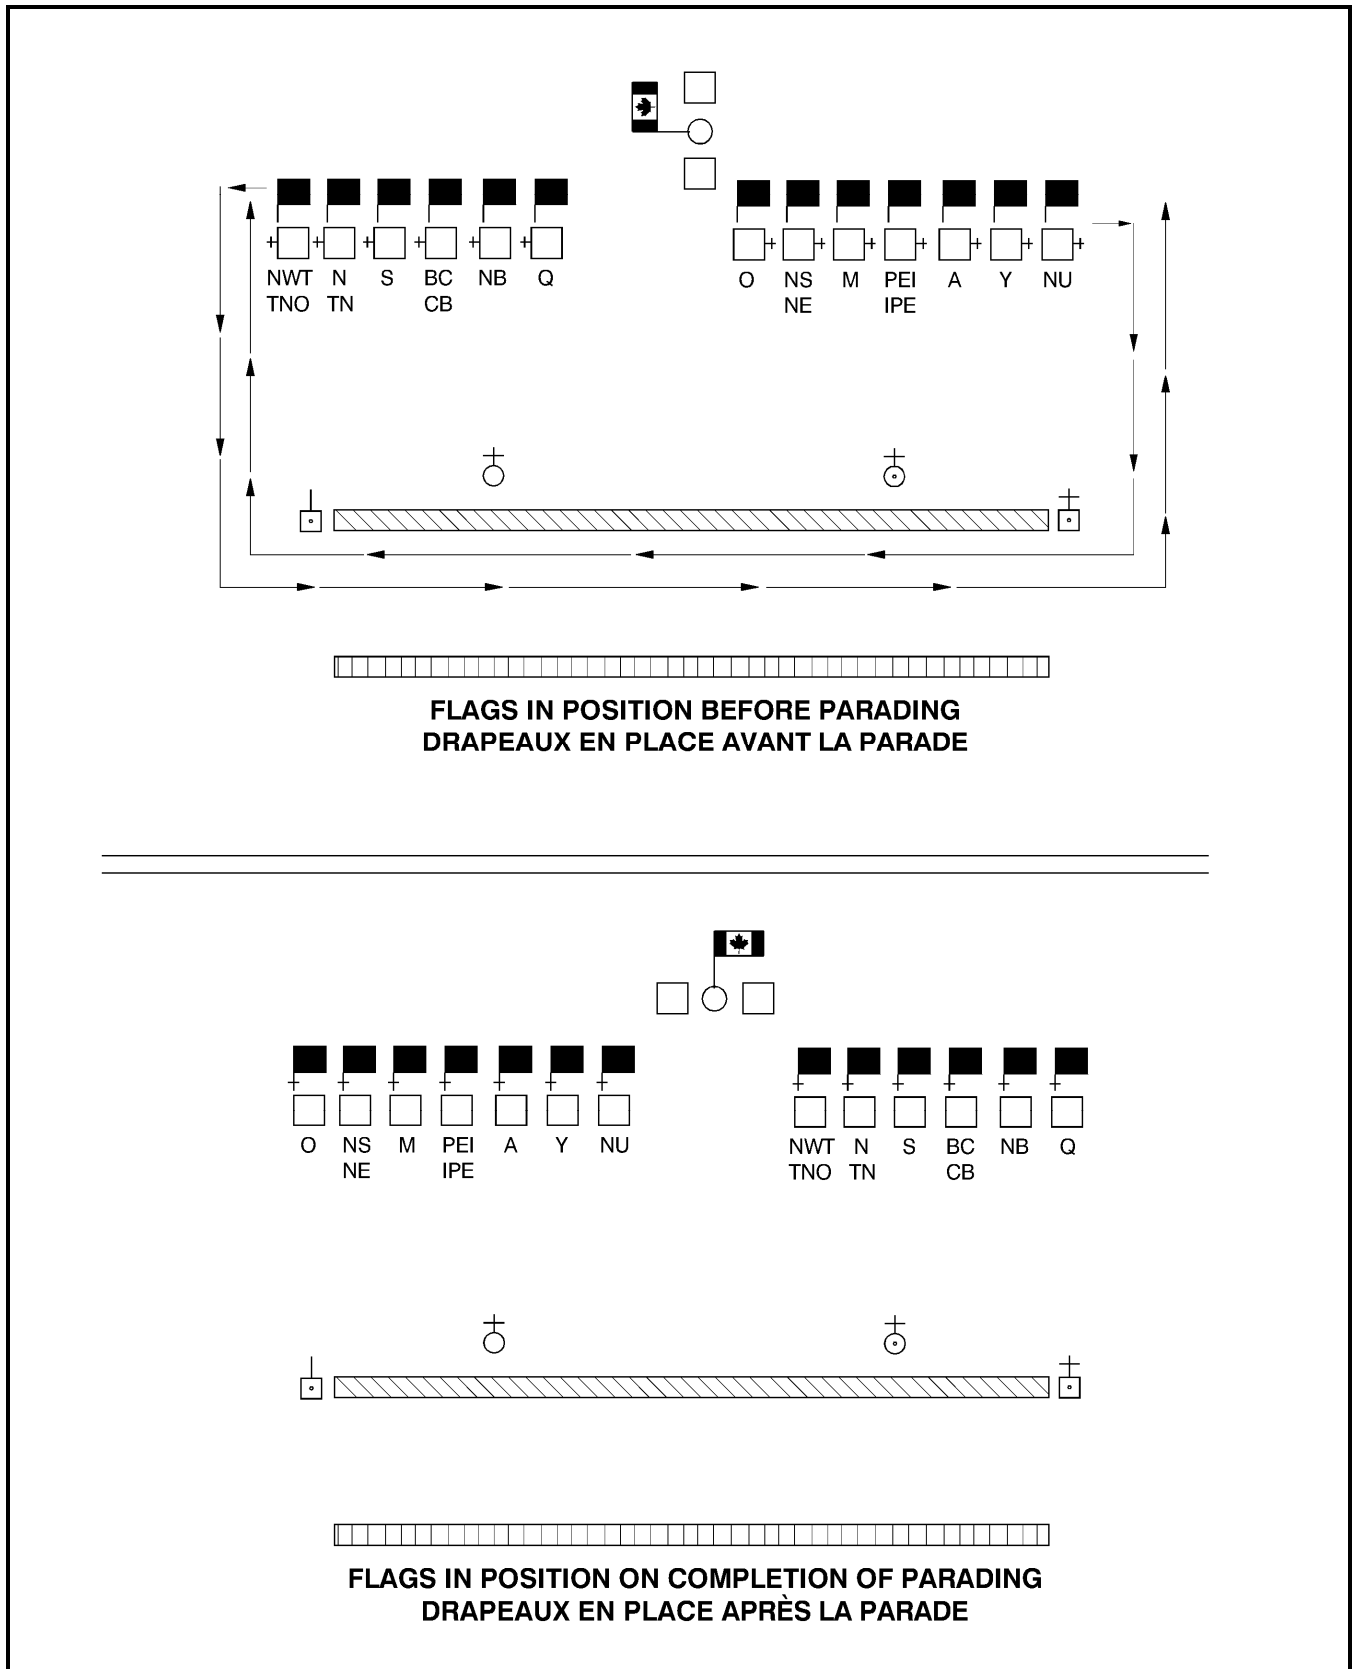 NWT N S BC NB Q O NS M PEI A Y NU
TNO TN CB NE IPE
FLAGS IN POSITION BEFORE PARADING
DRAPEAUX EN PLACE AVANT LA PARADE
O NS M PEI A Y NU NWT N S BC NB Q
NE IPE TNO TN CB
FLAGS IN POSITION ON COMPLETION OF PARADING
DRAPEAUX EN PLACE APRÈS LA PARADE